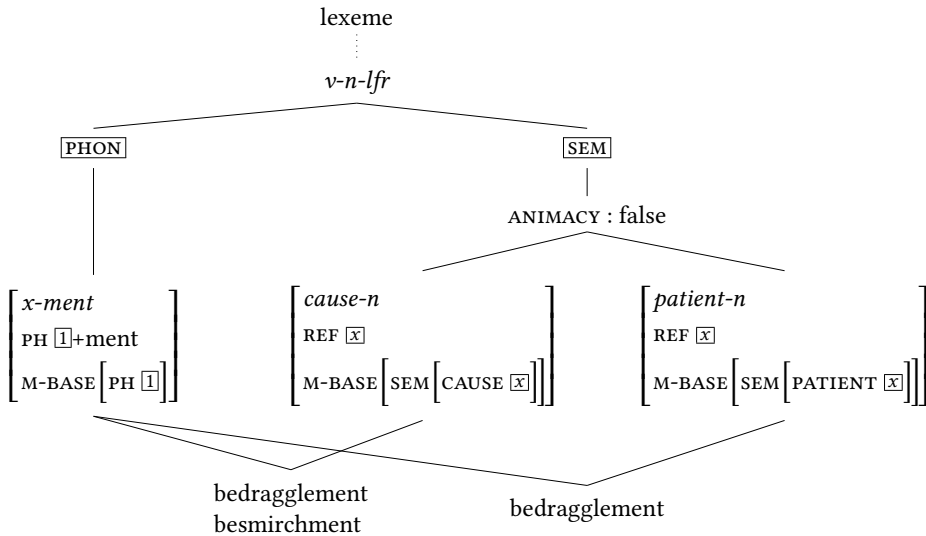 lexeme
v-n-lfr
PHON
SEM
ANIMACY : false
x-ment
PH 1+ment
M-BASE[PH 1]
cause-n
REF x
M-BASE[SEM[CAUSE x]]
patient-n
REF x
M-BASE[SEM[PATIENT x]]
bedragglement
besmirchment
bedragglement